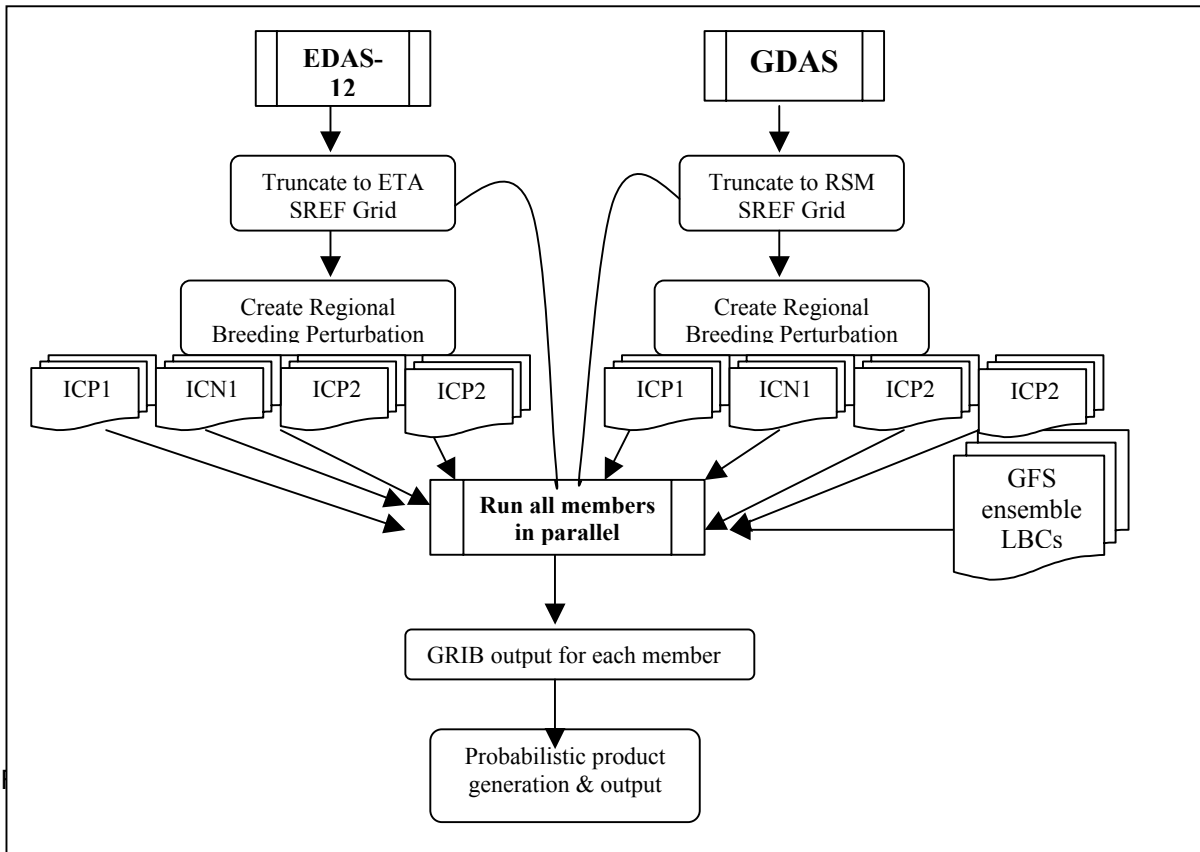 EDAS-
12
GDAS
Truncate to ETA
SREF Grid
Truncate to RSM
SREF Grid
Create Regional
Breeding Perturbation
Create Regional
Breeding Perturbation
ICP1
ICN1
ICP2
ICP2
ICP1
ICN1
ICP2
ICP2
GFS
ensemble
LBCs
Run all members
in parallel
GRIB output for each member
Probabilistic product
generation & output